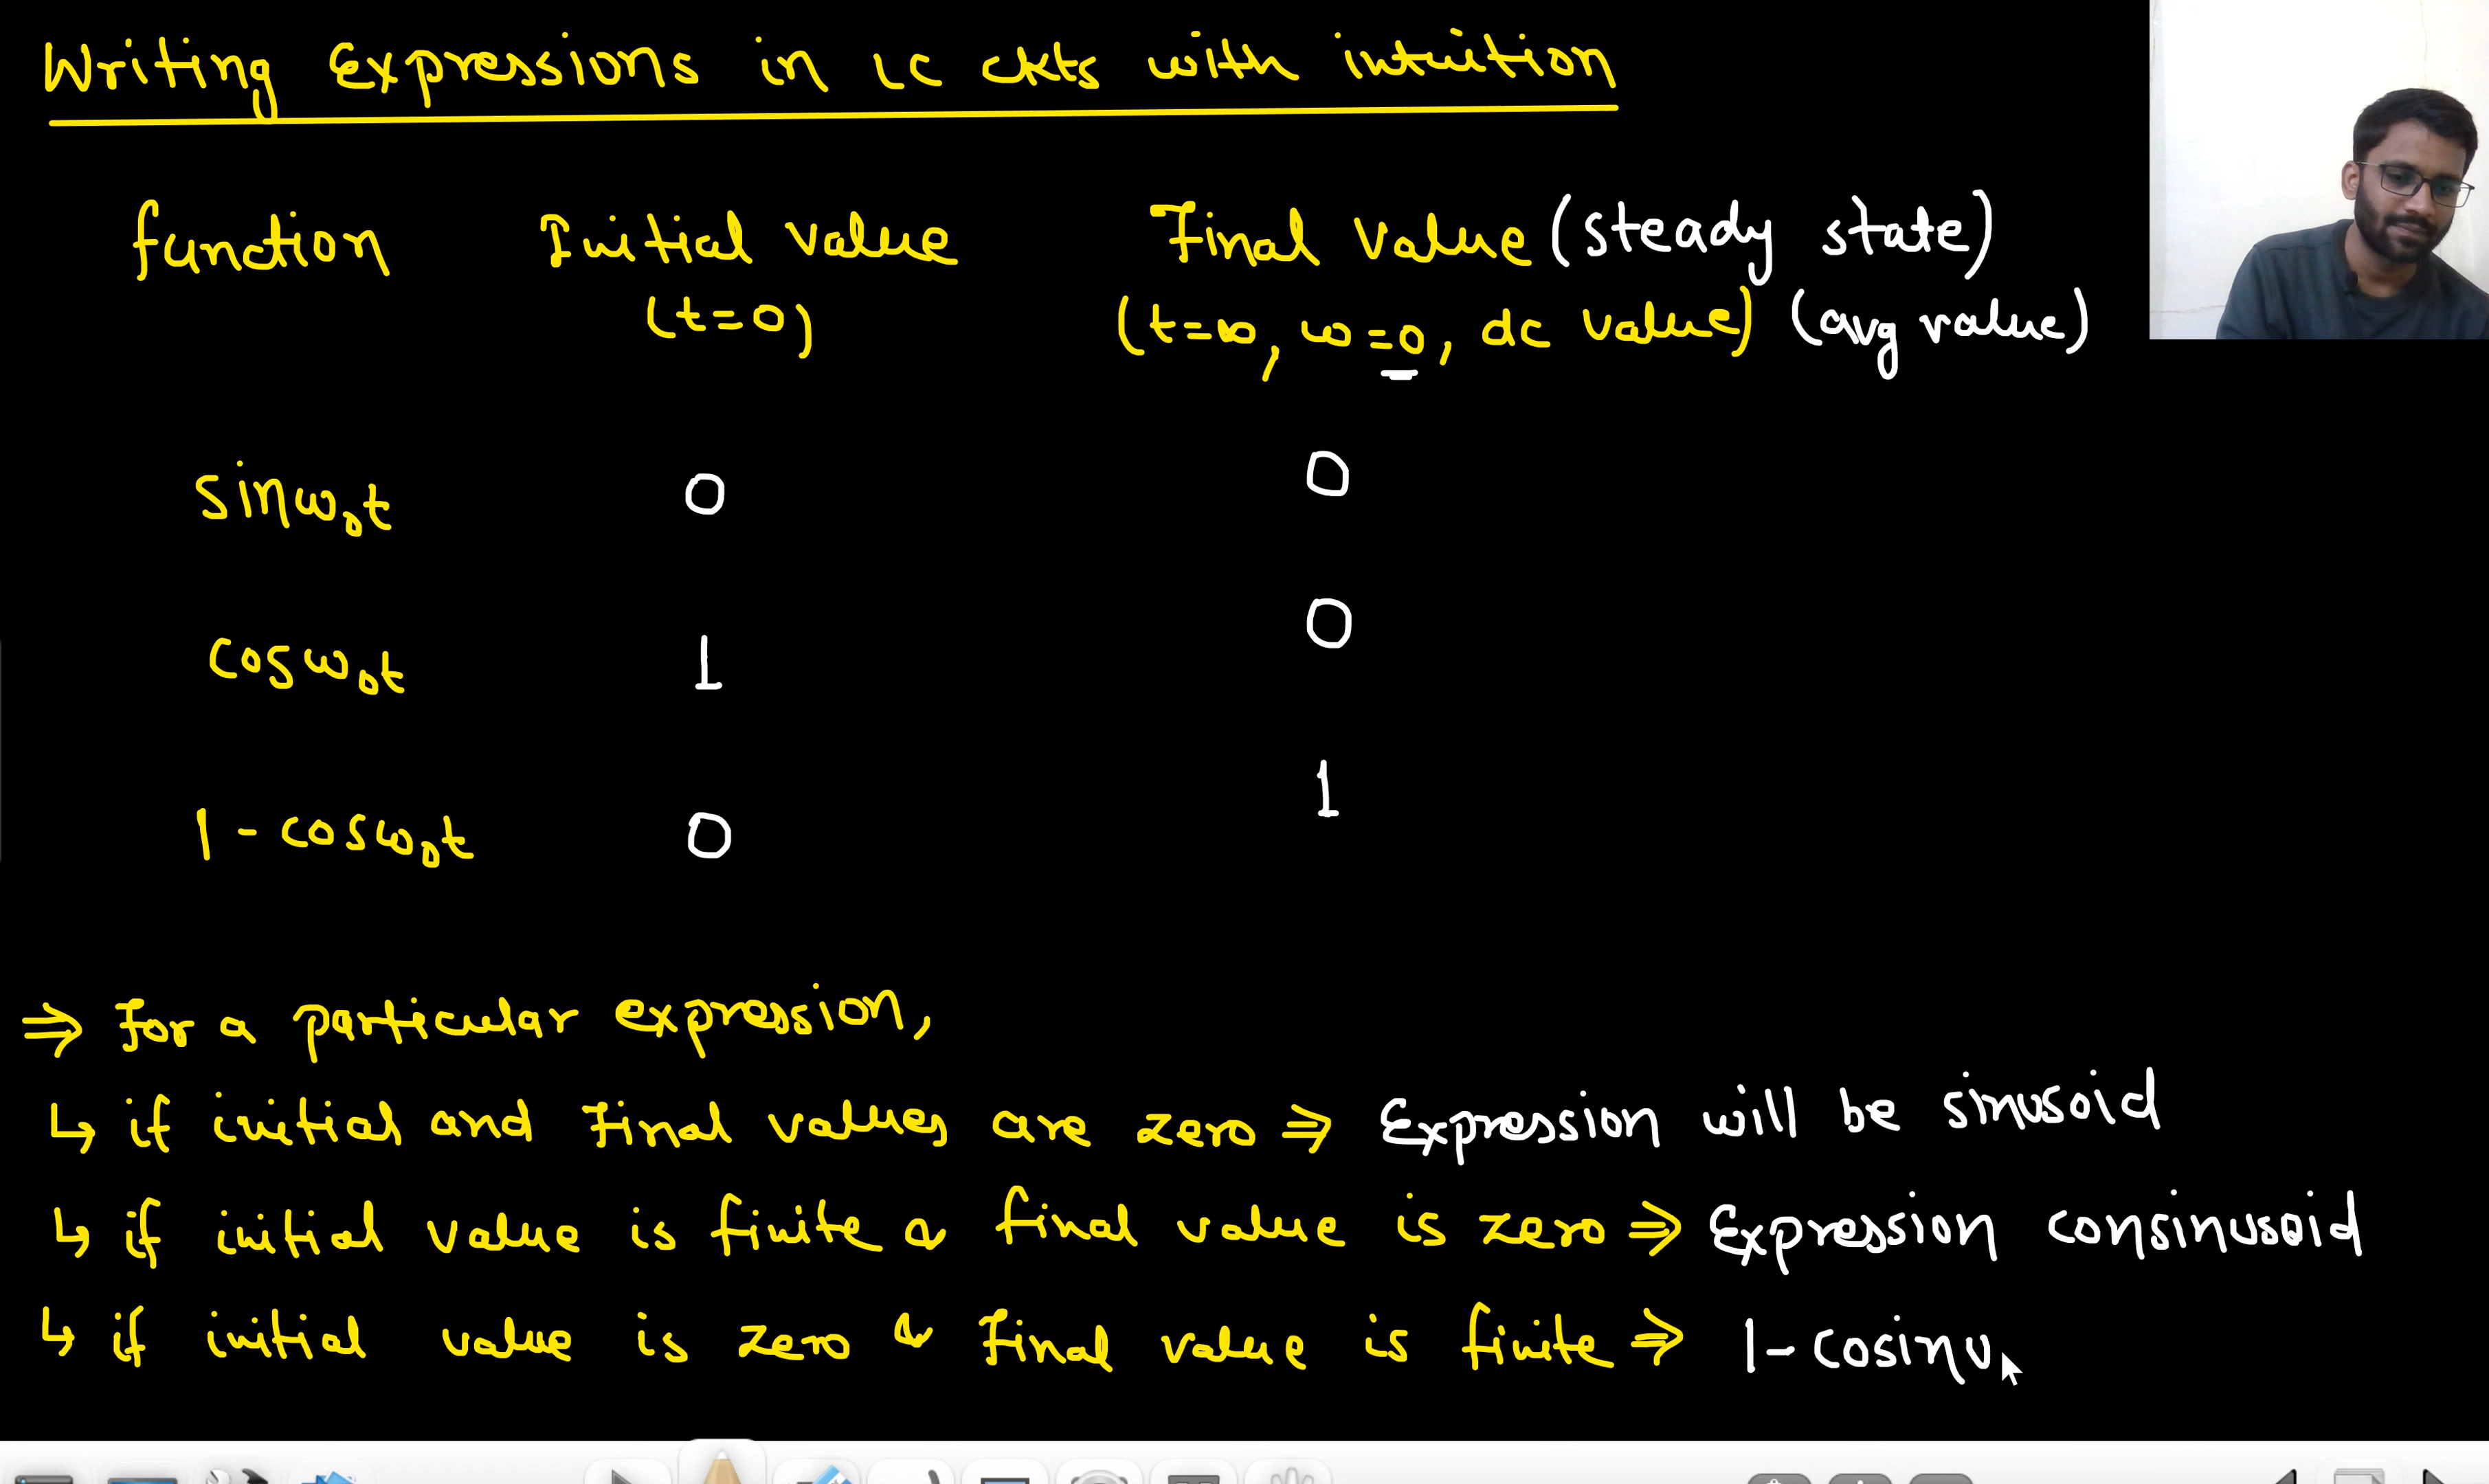 Writing Expressions in LC ckts with intuition
function Initial value Final Value (steady state)
(t=0) (t=∞, ω=0, dc value) (avg value)
sinω₀t 0 0
cosω₀t 1 0
1 - cosω₀t 0 1
⇒ For a particular expression,
↳ if initial and Final values are zero ⇒ Expression will be sinusoid
↳ if initial value is finite & final value is zero ⇒ Expression consinusoid
↳ if initial value is zero & Final value is finite ⇒ 1-cosinu